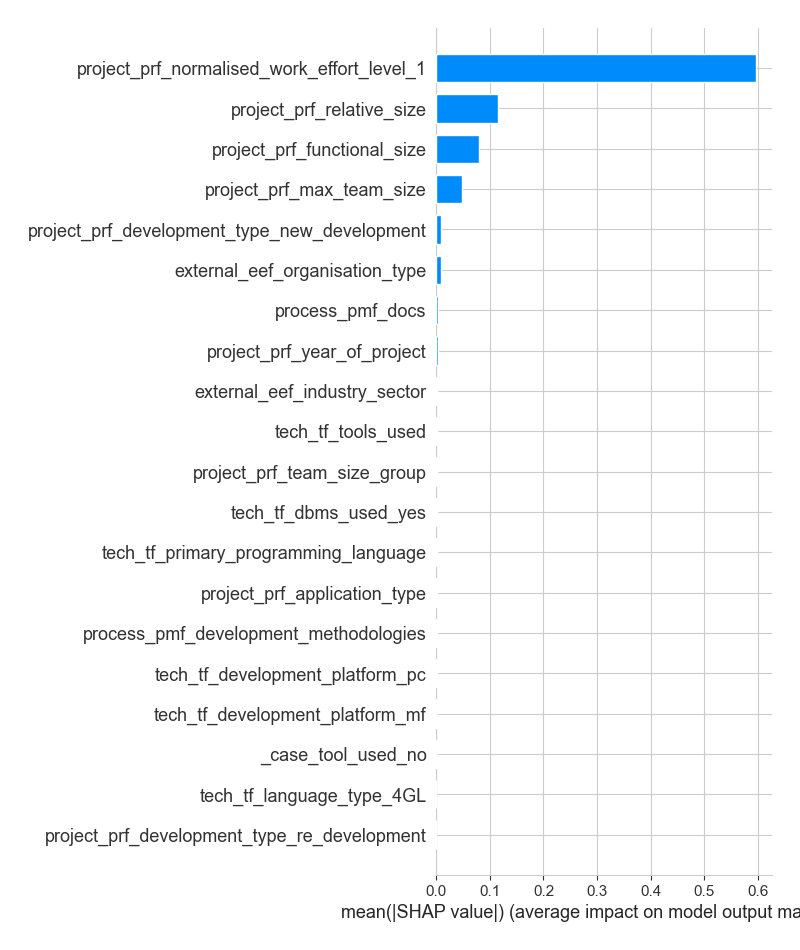 project_prf_normalised_work_effort_level_1
project_prf_relative_size
project_prf_functional_size
project_prf_max_team_size
project_prf_development_type_new_development
external_eef_organisation_type
process_pmf_docs
project_prf_year_of_project
external_eef_industry_sector
tech_tf_tools_used
project_prf_team_size_group
tech_tf_dbms_used_yes
tech_tf_primary_programming_language
project_prf_application_type
process_pmf_development_methodologies
tech_tf_development_platform_pc
tech_tf_development_platform_mf
_case_tool_used_no
tech_tf_language_type_4GL
project_prf_development_type_re_development
0.0 0.1 0.2 0.3 0.4 0.5 0.6
mean(|SHAP value|) (average impact on model output ma